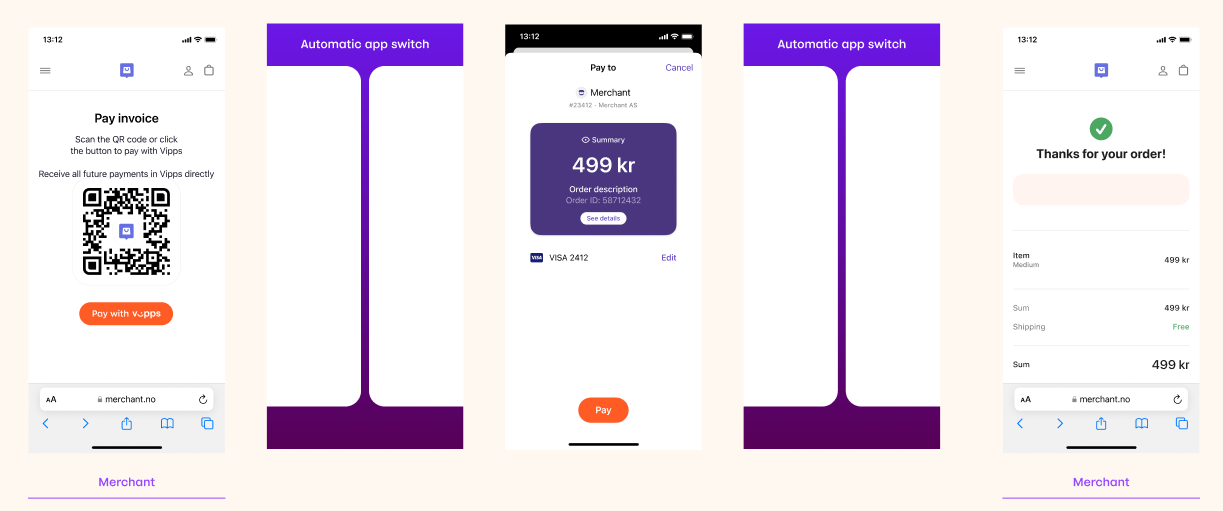 13:12
Pay invoice
Scan the QR code or click
the button to pay with Vipps
Receive all future payments in Vipps directly
Pay with vipps
AA merchant.no
Merchant
Automatic app switch
13:12
Pay to Cancel
Merchant
#23412 - Merchant AS
Summary
499 kr
Order description
Order ID: 58712432
See details
VISA VISA 2412 Edit
Pay
Automatic app switch
13:12
Thanks for your order!
Item
Medium
499 kr
Sum 499 kr
Shipping Free
Sum 499 kr
AA merchant.no
Merchant